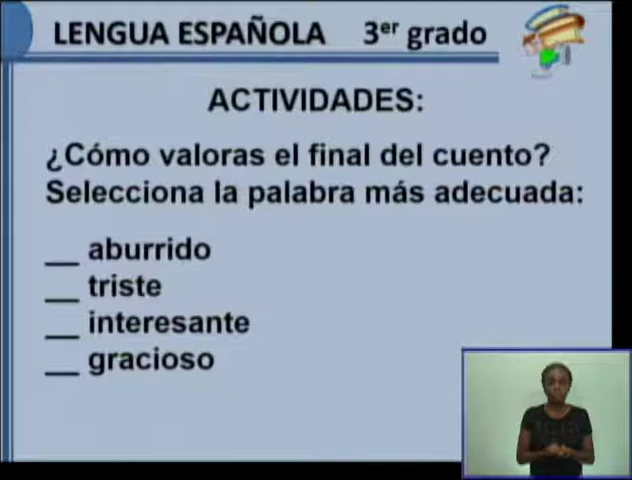 LENGUA ESPAÑOLA 3er grado
ACTIVIDADES:
¿Cómo valoras el final del cuento?
Selecciona la palabra más adecuada:
__ aburrido
__ triste
__ interesante
__ gracioso